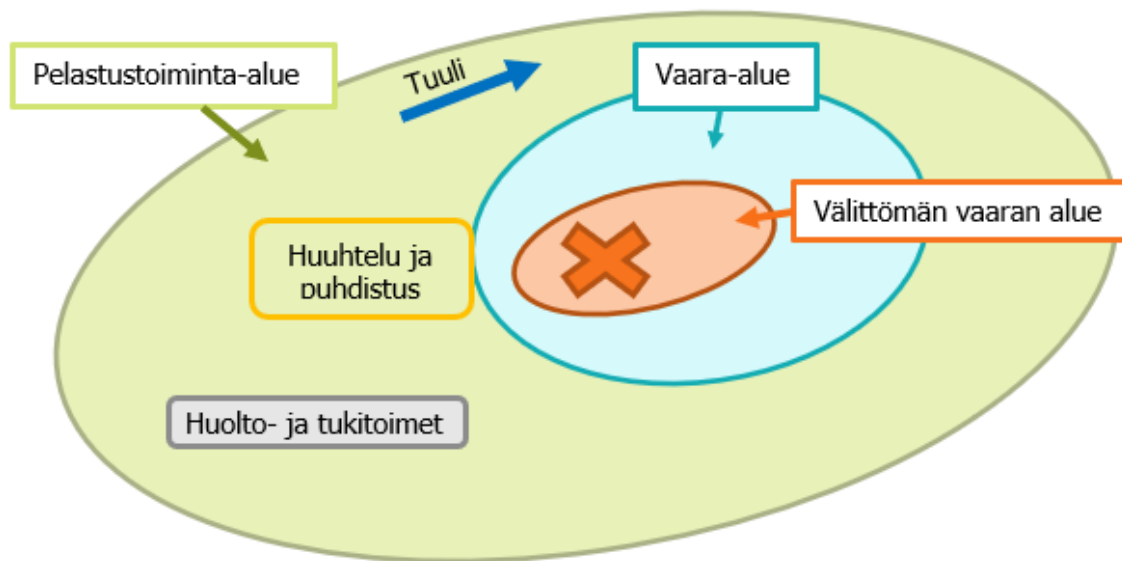 Pelastustoiminta-alue
Tuuli
Vaara-alue
Välittömän vaaran alue
Huuhtelu ja
puhdistus
Huolto- ja tukitoimet